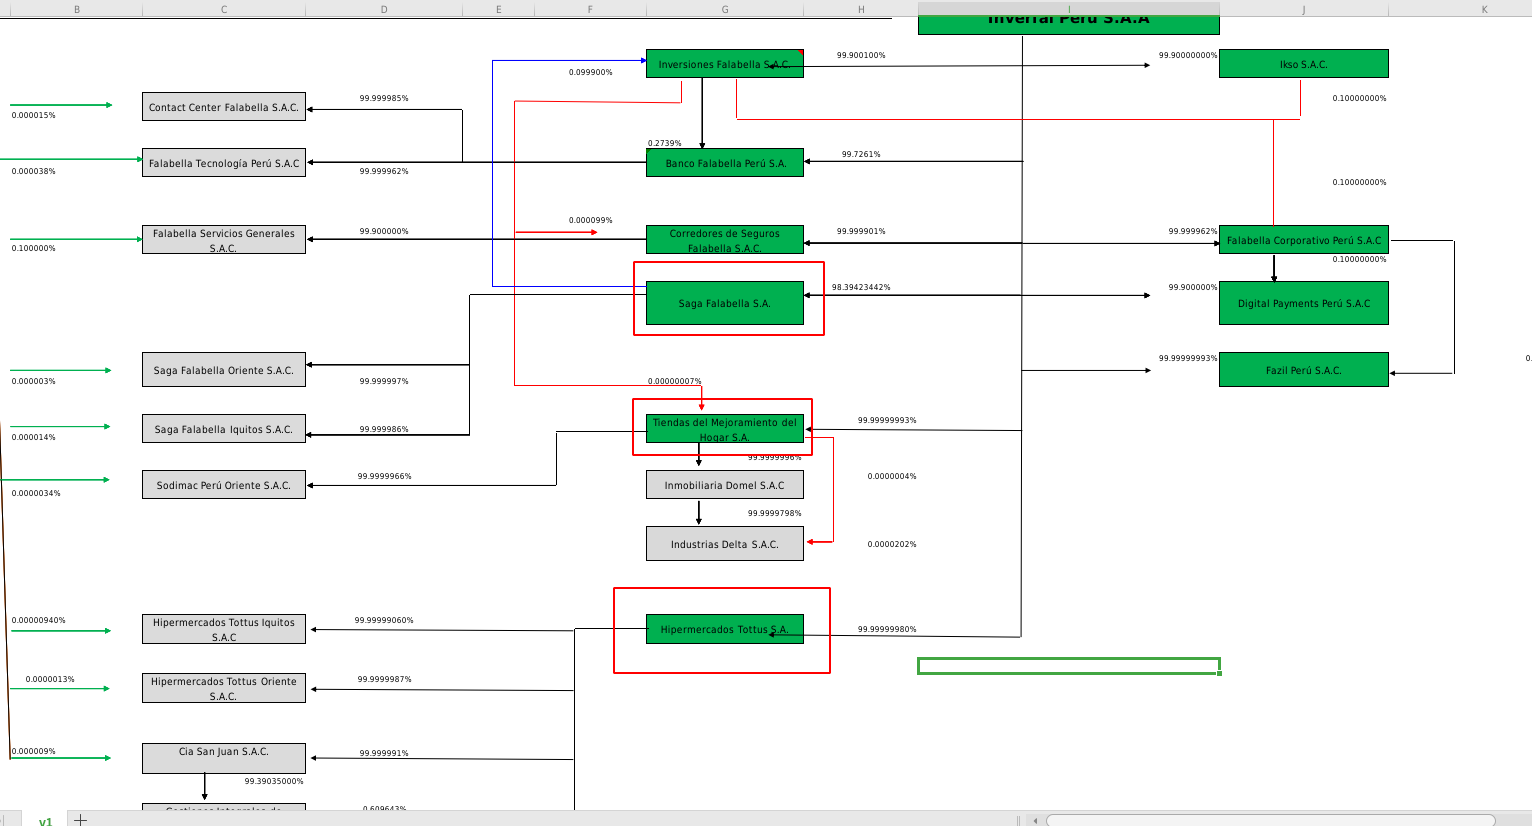 B C D E F G H I J K
Inverfal Perú S.A.A
Inversiones Falabella S.A.C.
99.900100%
99.90000000%
Ikso S.A.C.
0.099900%
Contact Center Falabella S.A.C.
99.999985%
0.10000000%
0.000015%
0.2739%
Falabella Tecnología Perú S.A.C
Banco Falabella Perú S.A.
99.7261%
0.000038%
99.999962%
0.10000000%
0.000099%
Falabella Servicios Generales
S.A.C.
99.900000%
Corredores de Seguros
Falabella S.A.C.
99.999901%
99.999962%
Falabella Corporativo Perú S.A.C
0.100000%
0.10000000%
Saga Falabella S.A.
98.39423442%
99.900000%
Digital Payments Perú S.A.C
Saga Falabella Oriente S.A.C.
99.99999993%
Fazil Perú S.A.C.
0.
0.000003%
99.999997%
0.00000007%
Saga Falabella Iquitos S.A.C.
99.999986%
Tiendas del Mejoramiento del
Hogar S.A.
99.99999993%
0.000014%
99.9999996%
Sodimac Perú Oriente S.A.C.
99.9999966%
Inmobiliaria Domel S.A.C
0.0000004%
0.0000034%
99.9999798%
Industrias Delta S.A.C.
0.0000202%
0.00000940%
Hipermercados Tottus Iquitos
S.A.C
99.99999060%
Hipermercados Tottus S.A.
99.99999980%
0.0000013%
Hipermercados Tottus Oriente
S.A.C.
99.9999987%
0.000009%
Cia San Juan S.A.C.
99.999991%
99.39035000%
Gestiones Integrales de
0.609643%
v1